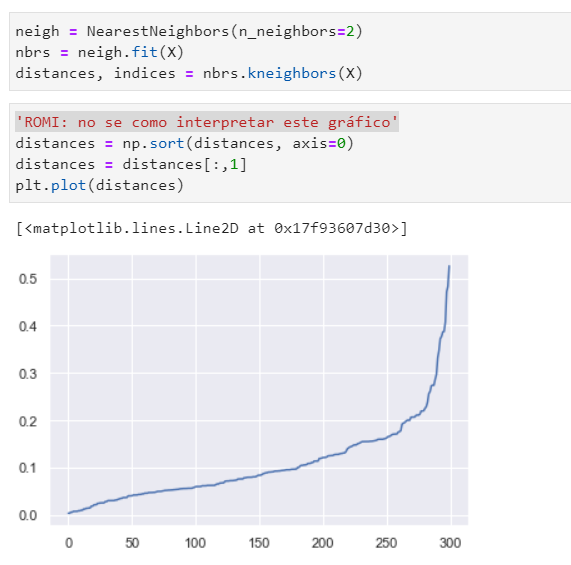 neigh = NearestNeighbors(n_neighbors=2)
nbrs = neigh.fit(X)
distances, indices = nbrs.kneighbors(X)
'ROMI: no se como interpretar este gráfico'
distances = np.sort(distances, axis=0)
distances = distances[:,1]
plt.plot(distances)
[<matplotlib.lines.Line2D at 0x17f93607d30>]
0.5
0.4
0.3
0.2
0.1
0.0
0 50 100 150 200 250 300